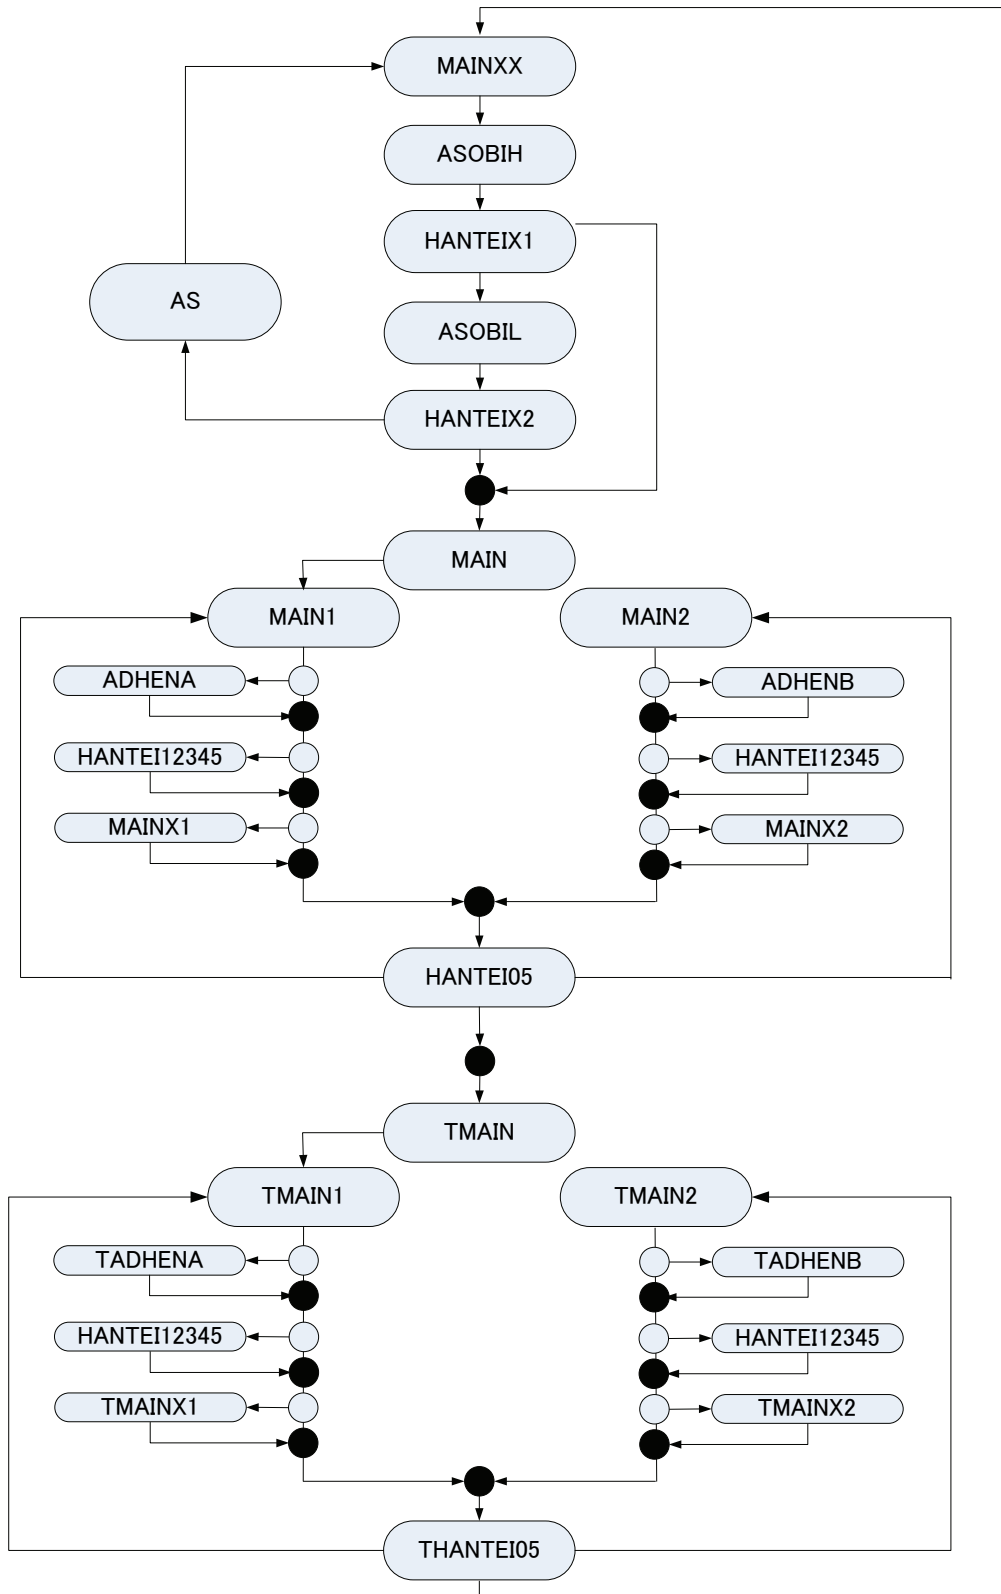 MAINXX
ASOBIH
HANTEIX1
AS
ASOBIL
HANTEIX2
MAIN
MAIN1
MAIN2
ADHENA
ADHENB
HANTEI12345
HANTEI12345
MAINX1
MAINX2
HANTEI05
TMAIN
TMAIN1
TMAIN2
TADHENA
TADHENB
HANTEI12345
HANTEI12345
TMAINX1
TMAINX2
THANTEI05